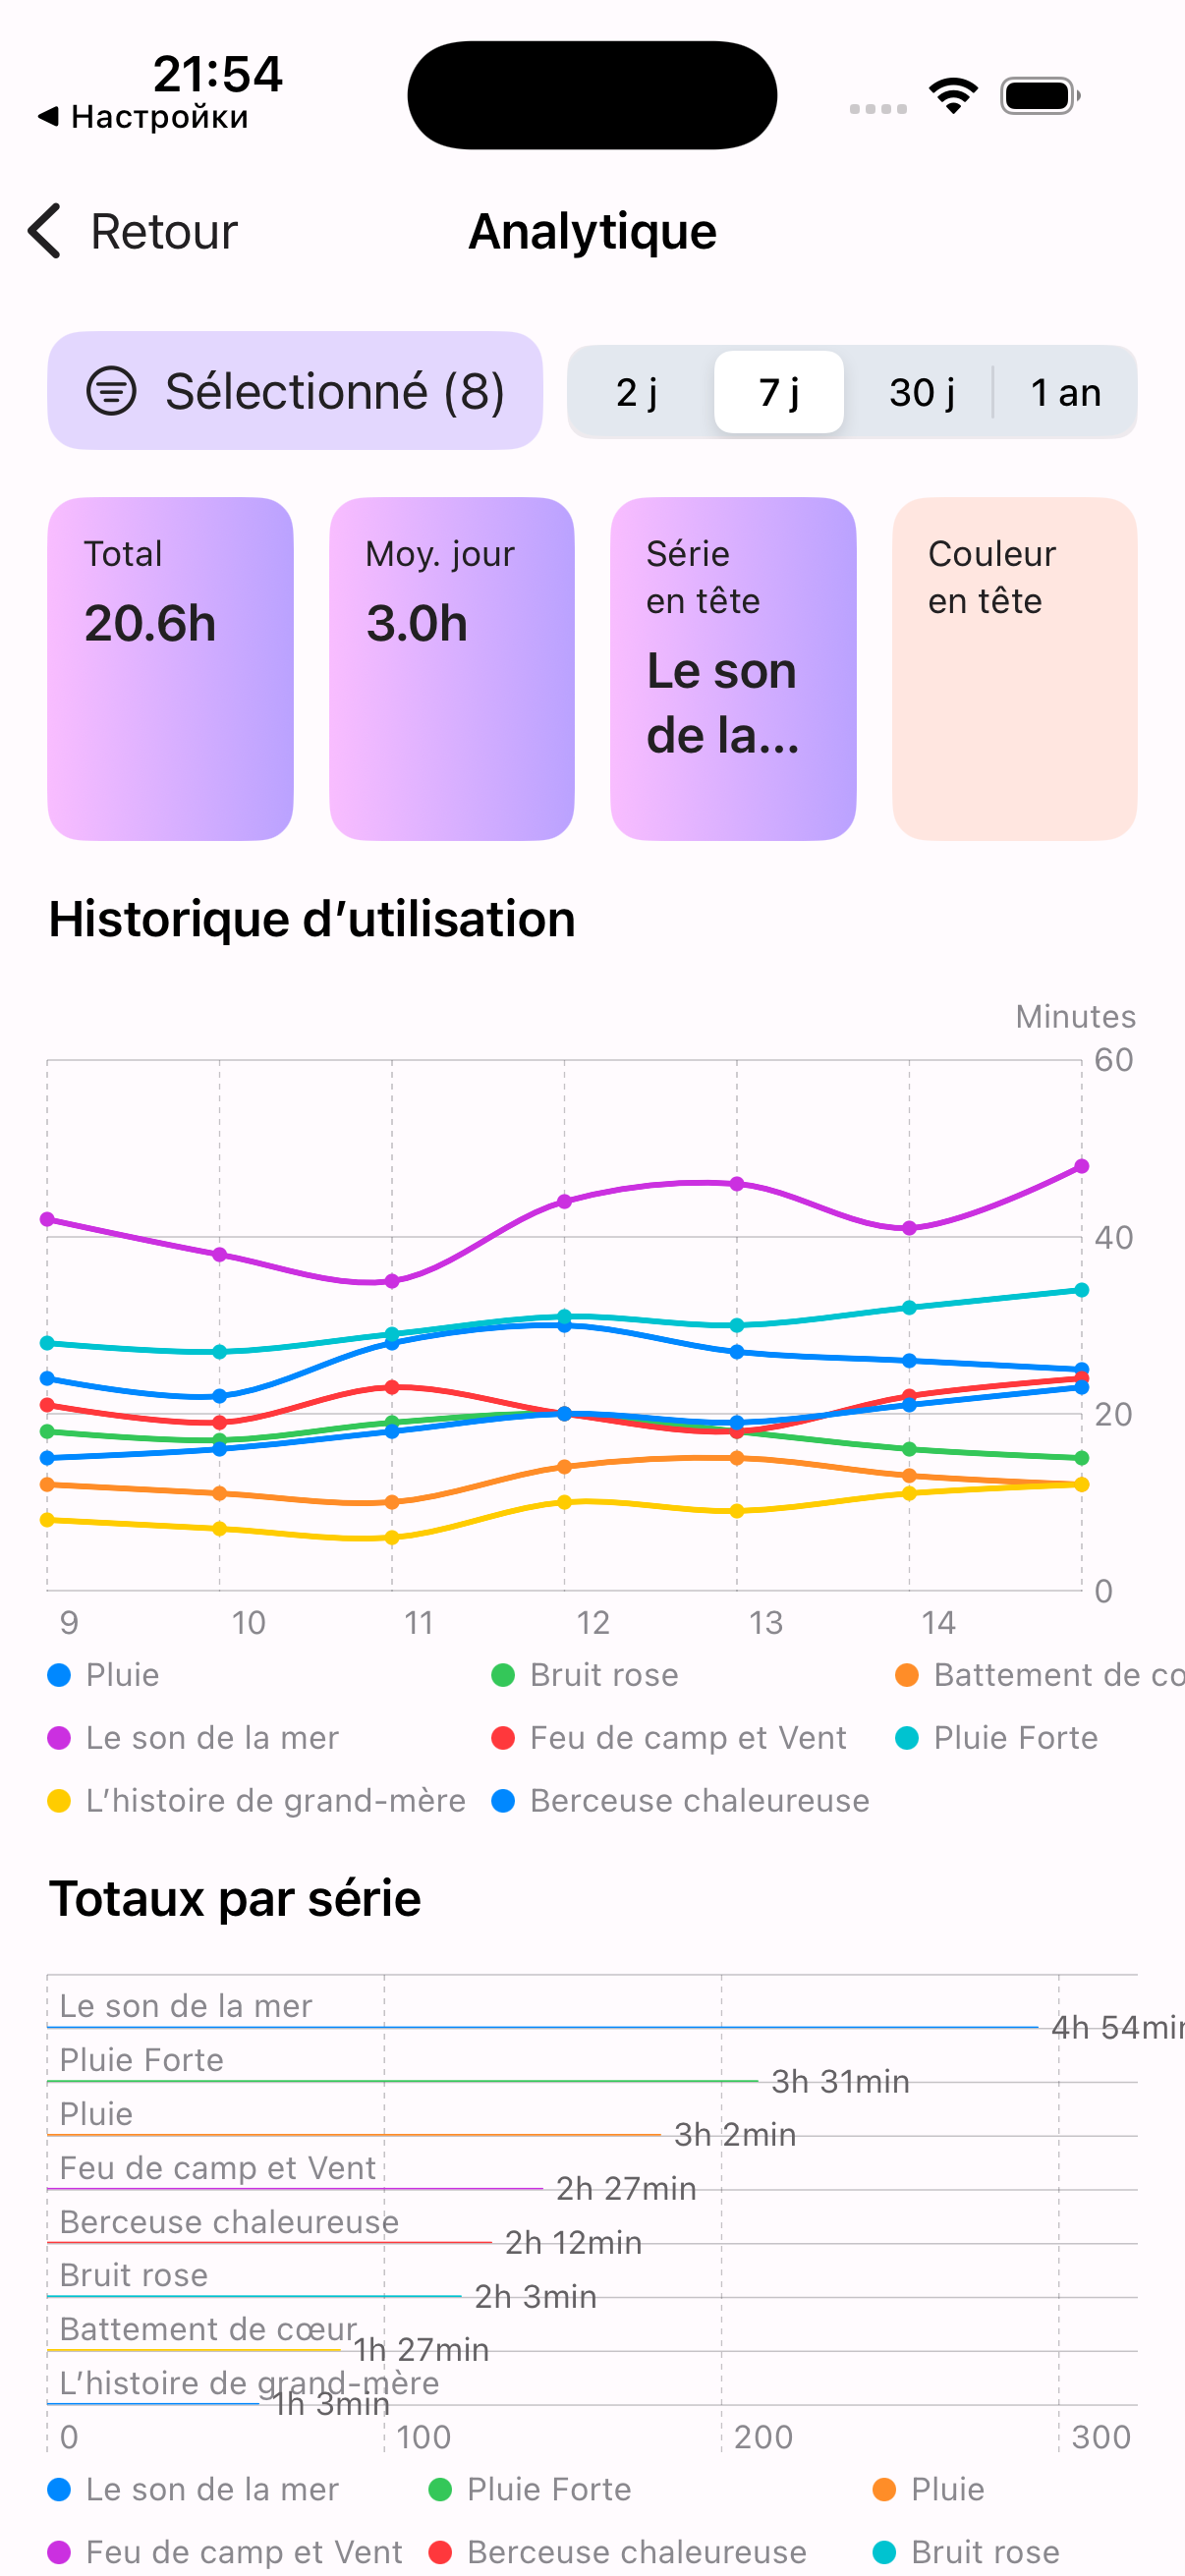 21:54
◀ Настройки
Retour
Analytique
Sélectionné (8)
2 j
7 j
30 j
1 an
Total
20.6h
Moy. jour
3.0h
Série
en tête
Le son
de la...
Couleur
en tête
Historique d’utilisation
Minutes
60
40
20
0
9
10
11
12
13
14
Pluie
Bruit rose
Battement de co
Le son de la mer
Feu de camp et Vent
Pluie Forte
L’histoire de grand-mère
Berceuse chaleureuse
Totaux par série
Le son de la mer
4h 54min
Pluie Forte
3h 31min
Pluie
3h 2min
Feu de camp et Vent
2h 27min
Berceuse chaleureuse
2h 12min
Bruit rose
2h 3min
Battement de cœur
1h 27min
L’histoire de grand-mère
1h 3min
0
100
200
300
Le son de la mer
Pluie Forte
Pluie
Feu de camp et Vent
Berceuse chaleureuse
Bruit rose